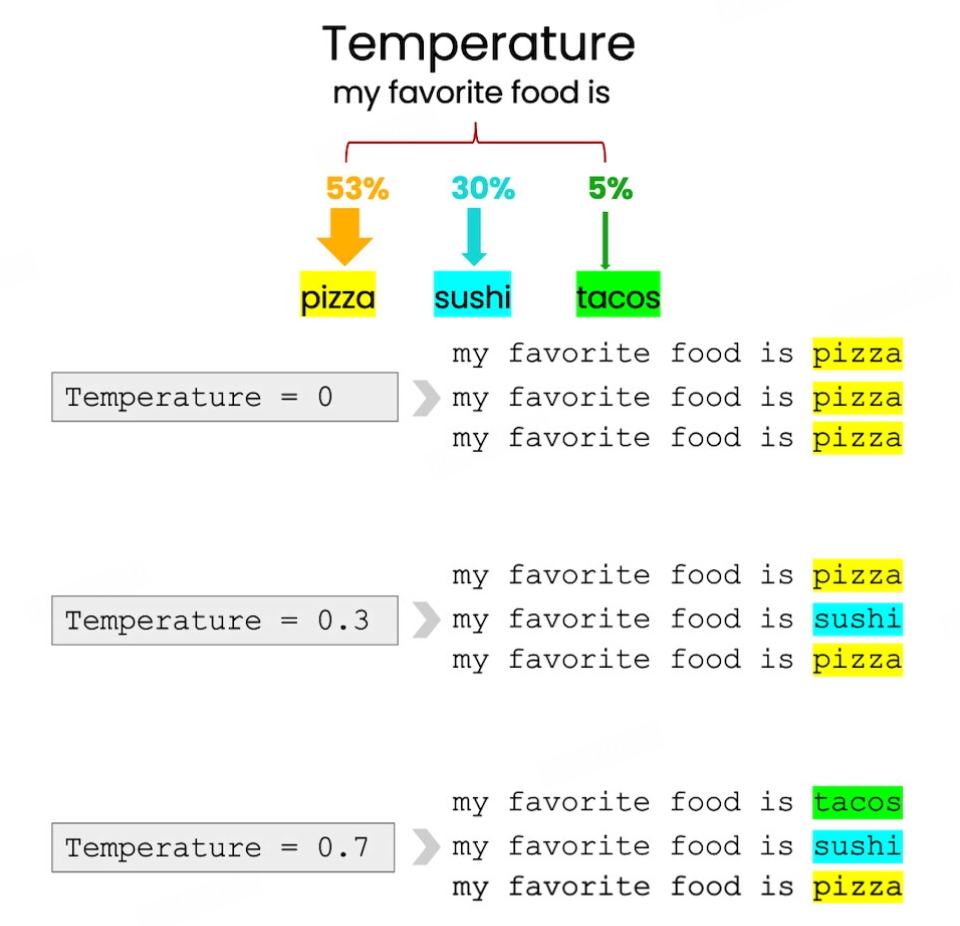 Temperature
my favorite food is
53% 30% 5%
pizza sushi tacos
my favorite food is pizza
Temperature = 0
my favorite food is pizza
my favorite food is pizza
my favorite food is pizza
Temperature = 0.3
my favorite food is sushi
my favorite food is pizza
my favorite food is tacos
Temperature = 0.7
my favorite food is sushi
my favorite food is pizza